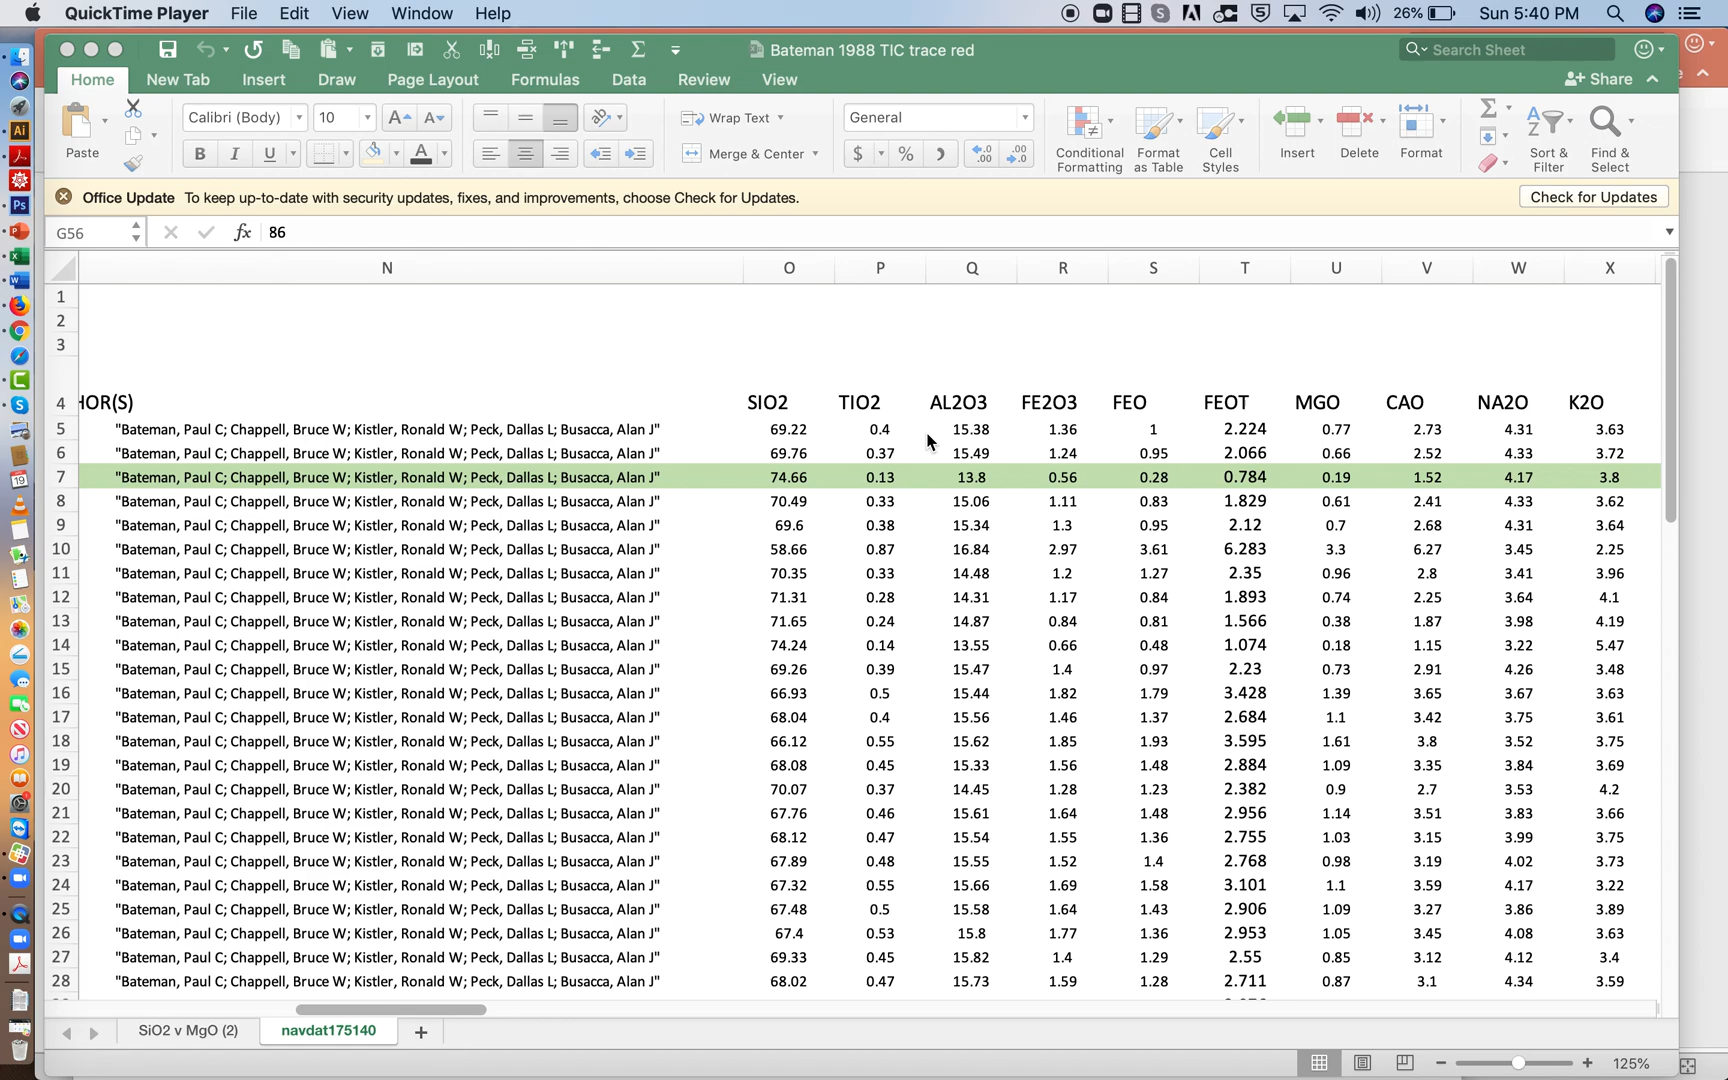 QuickTime Player File Edit View Window Help 26% Sun 5:40 PM
Bateman 1988 TIC trace red Search Sheet
Home New Tab Insert Draw Page Layout Formulas Data Review View Share
Paste Calibri (Body) 10 Wrap Text General
Merge & Center Conditional Formatting Format as Table Cell Styles Insert Delete Format Sort & Filter Find & Select
Office Update To keep up-to-date with security updates, fixes, and improvements, choose Check for Updates. Check for Updates
G56 fx 86
N O P Q R S T U V W X
1
2
3
4 HOR(S) SIO2 TIO2 AL2O3 FE2O3 FEO FEOT MGO CAO NA2O K2O
5 "Bateman, Paul C; Chappell, Bruce W; Kistler, Ronald W; Peck, Dallas L; Busacca, Alan J" 69.22 0.4 15.38 1.36 1 2.224 0.77 2.73 4.31 3.63
6 "Bateman, Paul C; Chappell, Bruce W; Kistler, Ronald W; Peck, Dallas L; Busacca, Alan J" 69.76 0.37 15.49 1.24 0.95 2.066 0.66 2.52 4.33 3.72
7 "Bateman, Paul C; Chappell, Bruce W; Kistler, Ronald W; Peck, Dallas L; Busacca, Alan J" 74.66 0.13 13.8 0.56 0.28 0.784 0.19 1.52 4.17 3.8
8 "Bateman, Paul C; Chappell, Bruce W; Kistler, Ronald W; Peck, Dallas L; Busacca, Alan J" 70.49 0.33 15.06 1.11 0.83 1.829 0.61 2.41 4.33 3.62
9 "Bateman, Paul C; Chappell, Bruce W; Kistler, Ronald W; Peck, Dallas L; Busacca, Alan J" 69.6 0.38 15.34 1.3 0.95 2.12 0.7 2.68 4.31 3.64
10 "Bateman, Paul C; Chappell, Bruce W; Kistler, Ronald W; Peck, Dallas L; Busacca, Alan J" 58.66 0.87 16.84 2.97 3.61 6.283 3.3 6.27 3.45 2.25
11 "Bateman, Paul C; Chappell, Bruce W; Kistler, Ronald W; Peck, Dallas L; Busacca, Alan J" 70.35 0.33 14.48 1.2 1.27 2.35 0.96 2.8 3.41 3.96
12 "Bateman, Paul C; Chappell, Bruce W; Kistler, Ronald W; Peck, Dallas L; Busacca, Alan J" 71.31 0.28 14.31 1.17 0.84 1.893 0.74 2.25 3.64 4.1
13 "Bateman, Paul C; Chappell, Bruce W; Kistler, Ronald W; Peck, Dallas L; Busacca, Alan J" 71.65 0.24 14.87 0.84 0.81 1.566 0.38 1.87 3.98 4.19
14 "Bateman, Paul C; Chappell, Bruce W; Kistler, Ronald W; Peck, Dallas L; Busacca, Alan J" 74.24 0.14 13.55 0.66 0.48 1.074 0.18 1.15 3.22 5.47
15 "Bateman, Paul C; Chappell, Bruce W; Kistler, Ronald W; Peck, Dallas L; Busacca, Alan J" 69.26 0.39 15.47 1.4 0.97 2.23 0.73 2.91 4.26 3.48
16 "Bateman, Paul C; Chappell, Bruce W; Kistler, Ronald W; Peck, Dallas L; Busacca, Alan J" 66.93 0.5 15.44 1.82 1.79 3.428 1.39 3.65 3.67 3.63
17 "Bateman, Paul C; Chappell, Bruce W; Kistler, Ronald W; Peck, Dallas L; Busacca, Alan J" 68.04 0.4 15.56 1.46 1.37 2.684 1.1 3.42 3.75 3.61
18 "Bateman, Paul C; Chappell, Bruce W; Kistler, Ronald W; Peck, Dallas L; Busacca, Alan J" 66.12 0.55 15.62 1.85 1.93 3.595 1.61 3.8 3.52 3.75
19 "Bateman, Paul C; Chappell, Bruce W; Kistler, Ronald W; Peck, Dallas L; Busacca, Alan J" 68.08 0.45 15.33 1.56 1.48 2.884 1.09 3.35 3.84 3.69
20 "Bateman, Paul C; Chappell, Bruce W; Kistler, Ronald W; Peck, Dallas L; Busacca, Alan J" 70.07 0.37 14.45 1.28 1.23 2.382 0.9 2.7 3.53 4.2
21 "Bateman, Paul C; Chappell, Bruce W; Kistler, Ronald W; Peck, Dallas L; Busacca, Alan J" 67.76 0.46 15.61 1.64 1.48 2.956 1.14 3.51 3.83 3.66
22 "Bateman, Paul C; Chappell, Bruce W; Kistler, Ronald W; Peck, Dallas L; Busacca, Alan J" 68.12 0.47 15.54 1.55 1.36 2.755 1.03 3.15 3.99 3.75
23 "Bateman, Paul C; Chappell, Bruce W; Kistler, Ronald W; Peck, Dallas L; Busacca, Alan J" 67.89 0.48 15.55 1.52 1.4 2.768 0.98 3.19 4.02 3.73
24 "Bateman, Paul C; Chappell, Bruce W; Kistler, Ronald W; Peck, Dallas L; Busacca, Alan J" 67.32 0.55 15.66 1.69 1.58 3.101 1.1 3.59 4.17 3.22
25 "Bateman, Paul C; Chappell, Bruce W; Kistler, Ronald W; Peck, Dallas L; Busacca, Alan J" 67.48 0.5 15.58 1.64 1.43 2.906 1.09 3.27 3.86 3.89
26 "Bateman, Paul C; Chappell, Bruce W; Kistler, Ronald W; Peck, Dallas L; Busacca, Alan J" 67.4 0.53 15.8 1.77 1.36 2.953 1.05 3.45 4.08 3.63
27 "Bateman, Paul C; Chappell, Bruce W; Kistler, Ronald W; Peck, Dallas L; Busacca, Alan J" 69.33 0.45 15.82 1.4 1.29 2.55 0.85 3.12 4.12 3.4
28 "Bateman, Paul C; Chappell, Bruce W; Kistler, Ronald W; Peck, Dallas L; Busacca, Alan J" 68.02 0.47 15.73 1.59 1.28 2.711 0.87 3.1 4.34 3.59
SiO2 v MgO (2) navdat175140
125%